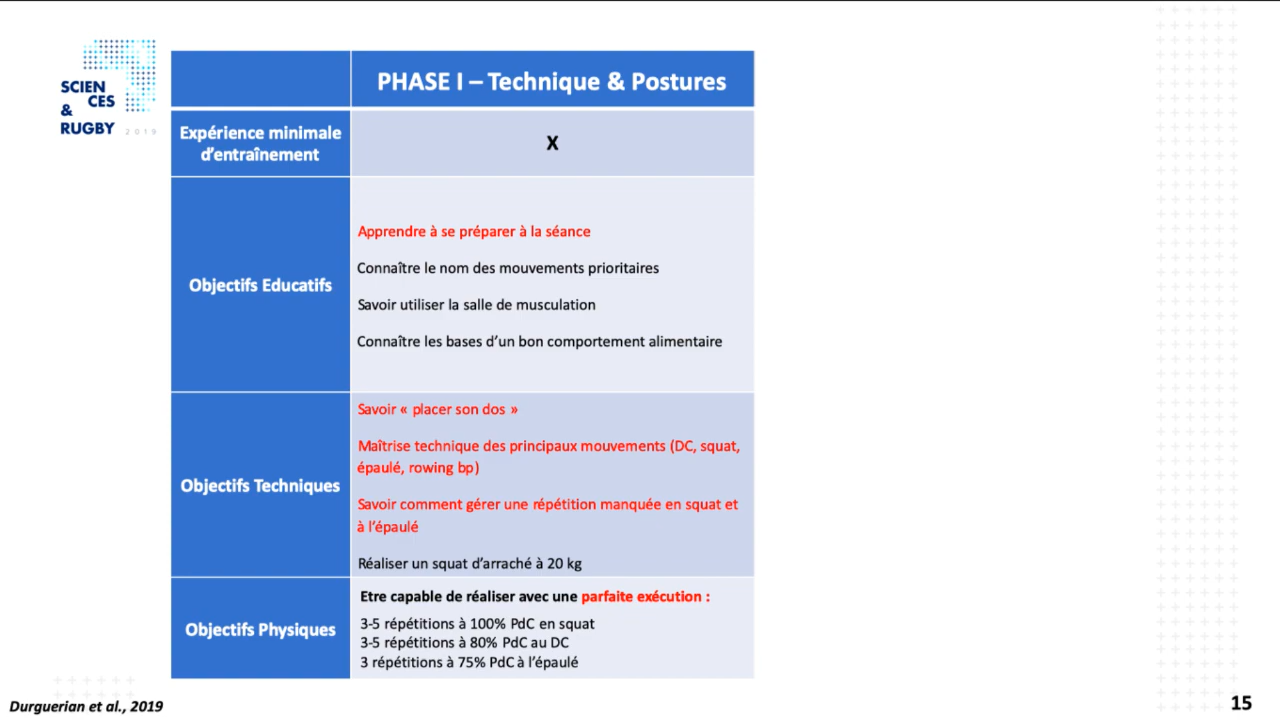 SCIEN
CES
&
RUGBY 2019
PHASE I – Technique & Postures
Expérience minimale
d’entraînement
X
Objectifs Educatifs
Apprendre à se préparer à la séance
Connaître le nom des mouvements prioritaires
Savoir utiliser la salle de musculation
Connaître les bases d’un bon comportement alimentaire
Objectifs Techniques
Savoir « placer son dos »
Maîtrise technique des principaux mouvements (DC, squat,
épaulé, rowing bp)
Savoir comment gérer une répétition manquée en squat et
à l’épaulé
Réaliser un squat d’arraché à 20 kg
Objectifs Physiques
Etre capable de réaliser avec une parfaite exécution :
3-5 répétitions à 100% PdC en squat
3-5 répétitions à 80% PdC au DC
3 répétitions à 75% PdC à l’épaulé
Durguerian et al., 2019
15